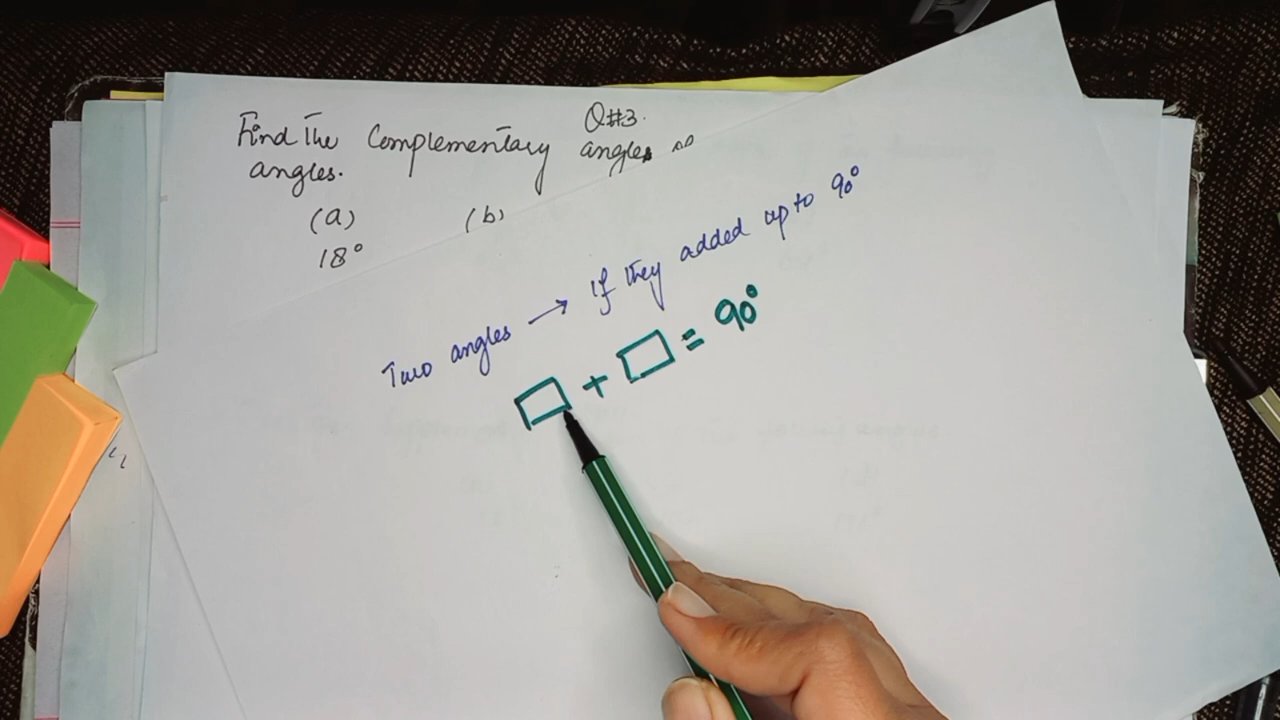 Q#3.
Find The Complementary angles
angles.
(a) (b)
18°
Two angles → if they added up to 90°
□ + □ = 90°